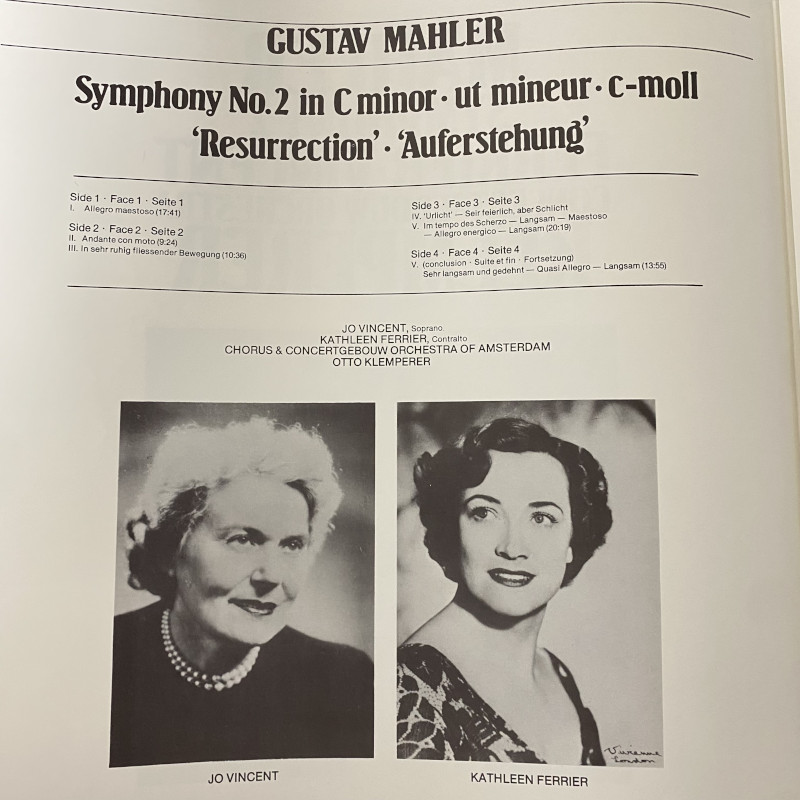 GUSTAV MAHLER
Symphony No.2 in C minor · ut mineur · c-moll
'Resurrection' · 'Auferstehung'
Side 1 · Face 1 · Seite 1
I. Allegro maestoso (17:41)
Side 2 · Face 2 · Seite 2
II. Andante con moto (9:24)
III. In sehr ruhig fliessender Bewegung (10:36)
Side 3 · Face 3 · Seite 3
IV. 'Urlicht' — Seir feierlich, aber Schlicht
V. Im tempo des Scherzo — Langsam — Maestoso
— Allegro energico — Langsam (20:19)
Side 4 · Face 4 · Seite 4
V. (conclusion · Suite et fin · Fortsetzung)
Sehr langsam und gedehnt — Quasi Allegro — Langsam (13:55)
JO VINCENT, Soprano.
KATHLEEN FERRIER, Contralto
CHORUS & CONCERTGEBOUW ORCHESTRA OF AMSTERDAM
OTTO KLEMPERER
Vivienne
London
JO VINCENT
KATHLEEN FERRIER